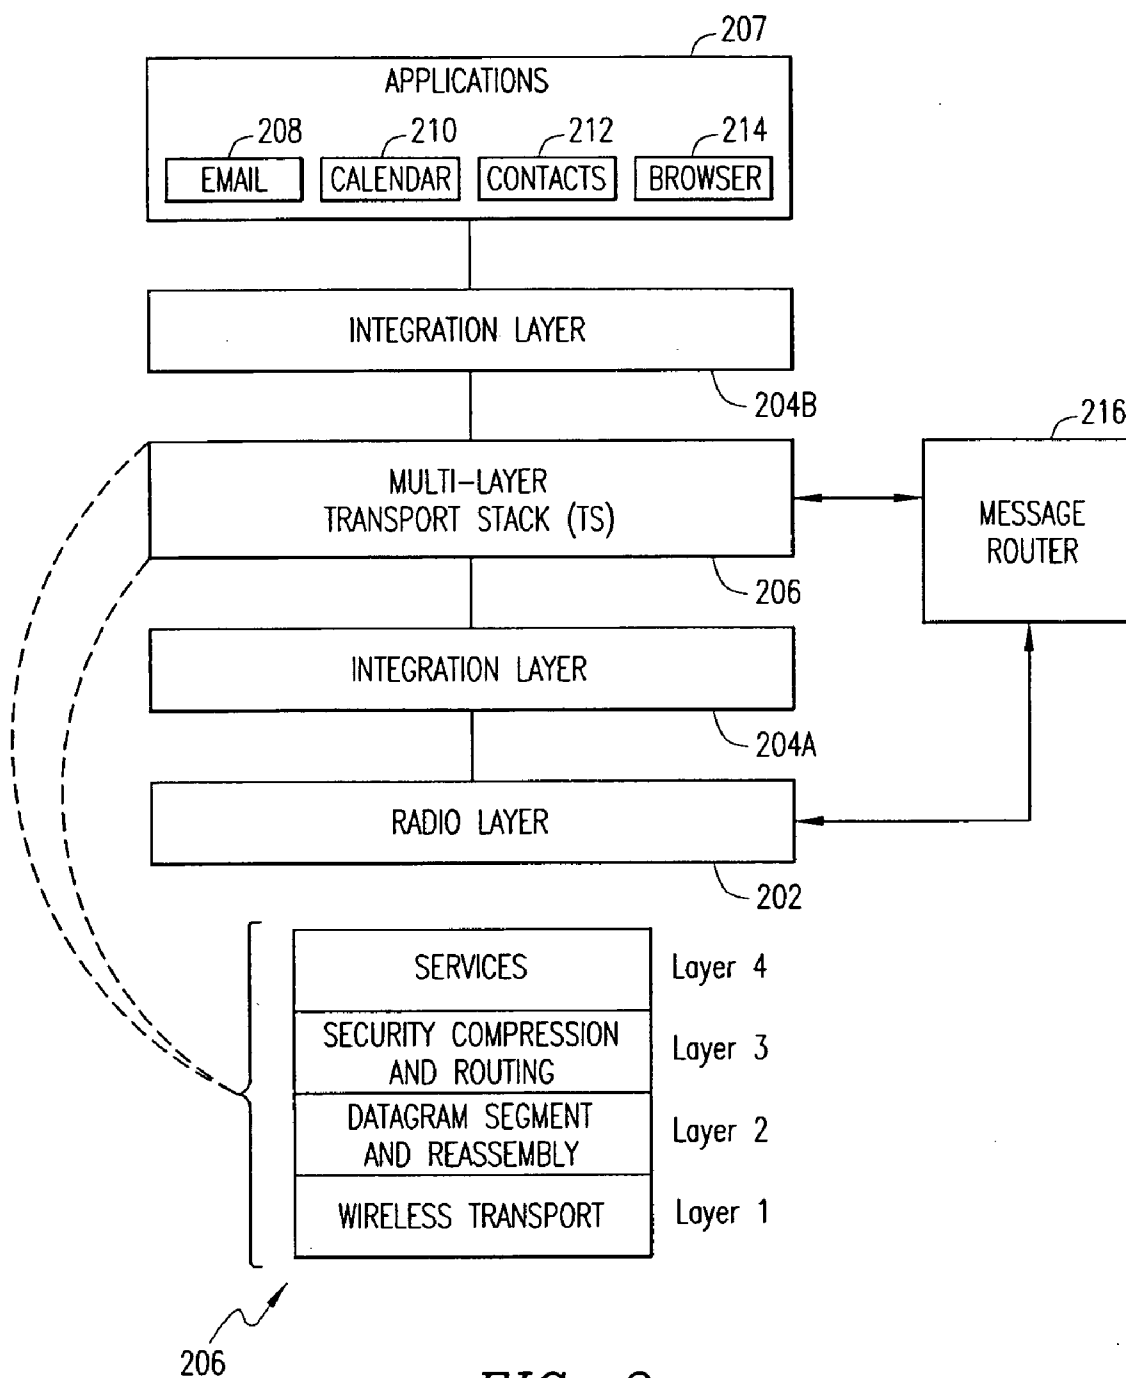 207
APPLICATIONS
208 210 212 214
EMAIL CALENDAR CONTACTS BROWSER
INTEGRATION LAYER
204B
216
MULTI-LAYER
TRANSPORT STACK (TS)
MESSAGE
ROUTER
206
INTEGRATION LAYER
204A
RADIO LAYER
202
SERVICES Layer 4
SECURITY COMPRESSION
AND ROUTING
Layer 3
DATAGRAM SEGMENT
AND REASSEMBLY
Layer 2
WIRELESS TRANSPORT Layer 1
206